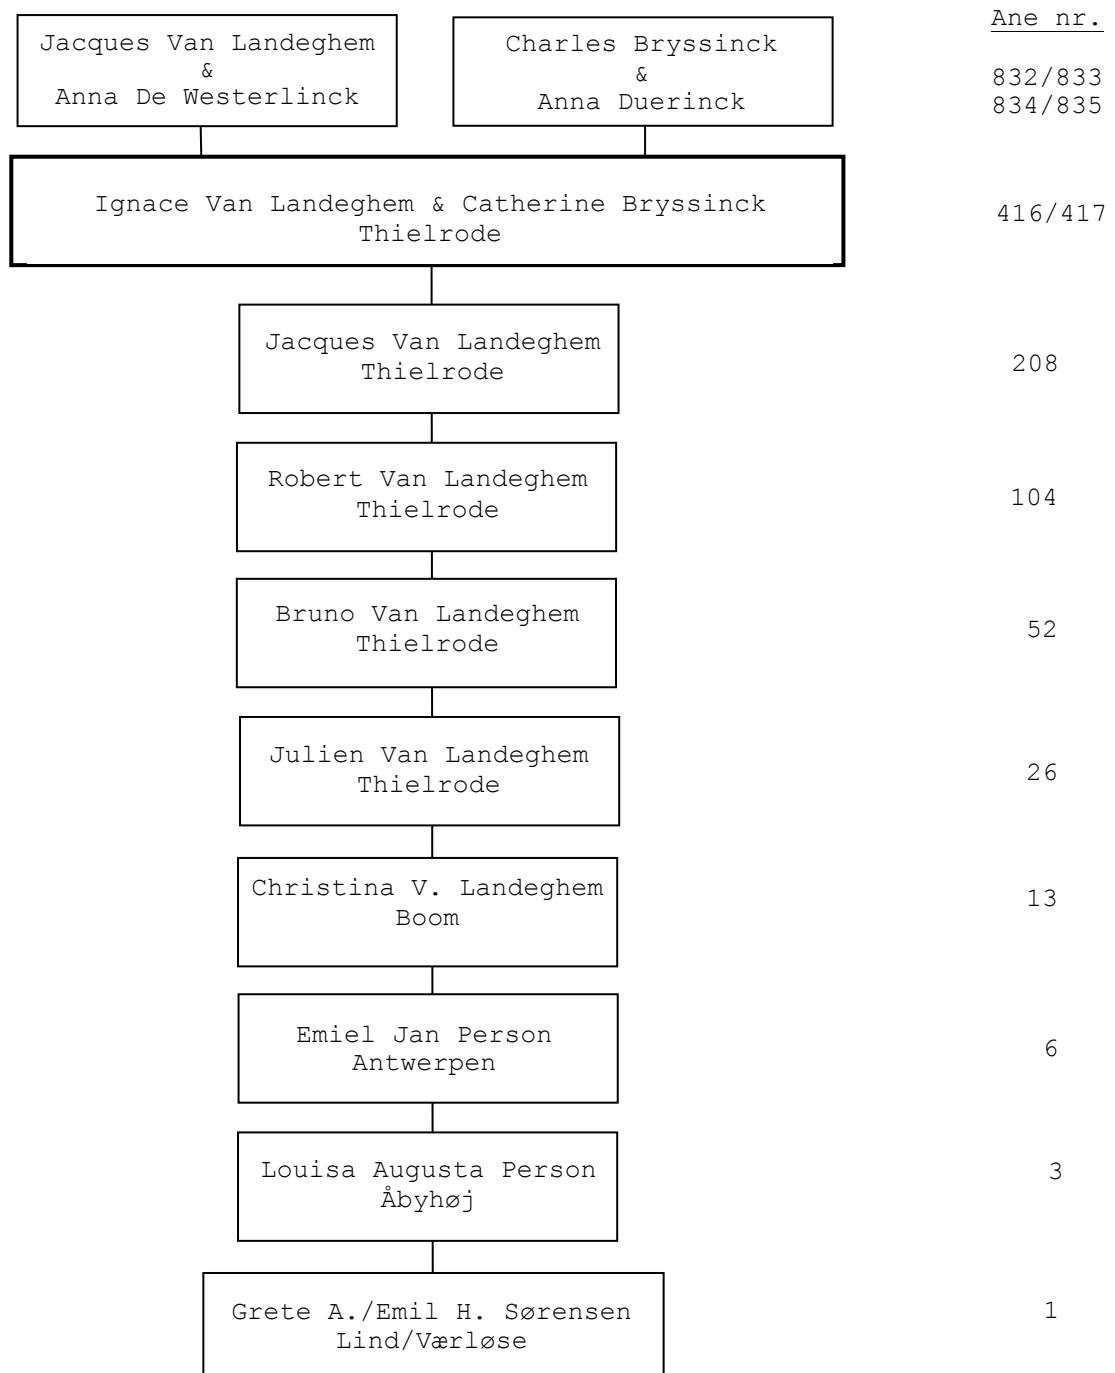 Ane nr.
Jacques Van Landeghem
&
Anna De Westerlinck
Charles Bryssinck
&
Anna Duerinck
832/833
834/835
Ignace Van Landeghem & Catherine Bryssinck
Thielrode
416/417
Jacques Van Landeghem
Thielrode
208
Robert Van Landeghem
Thielrode
104
Bruno Van Landeghem
Thielrode
52
Julien Van Landeghem
Thielrode
26
Christina V. Landeghem
Boom
13
Emiel Jan Person
Antwerpen
6
Louisa Augusta Person
Åbyhøj
3
Grete A./Emil H. Sørensen
Lind/Værløse
1